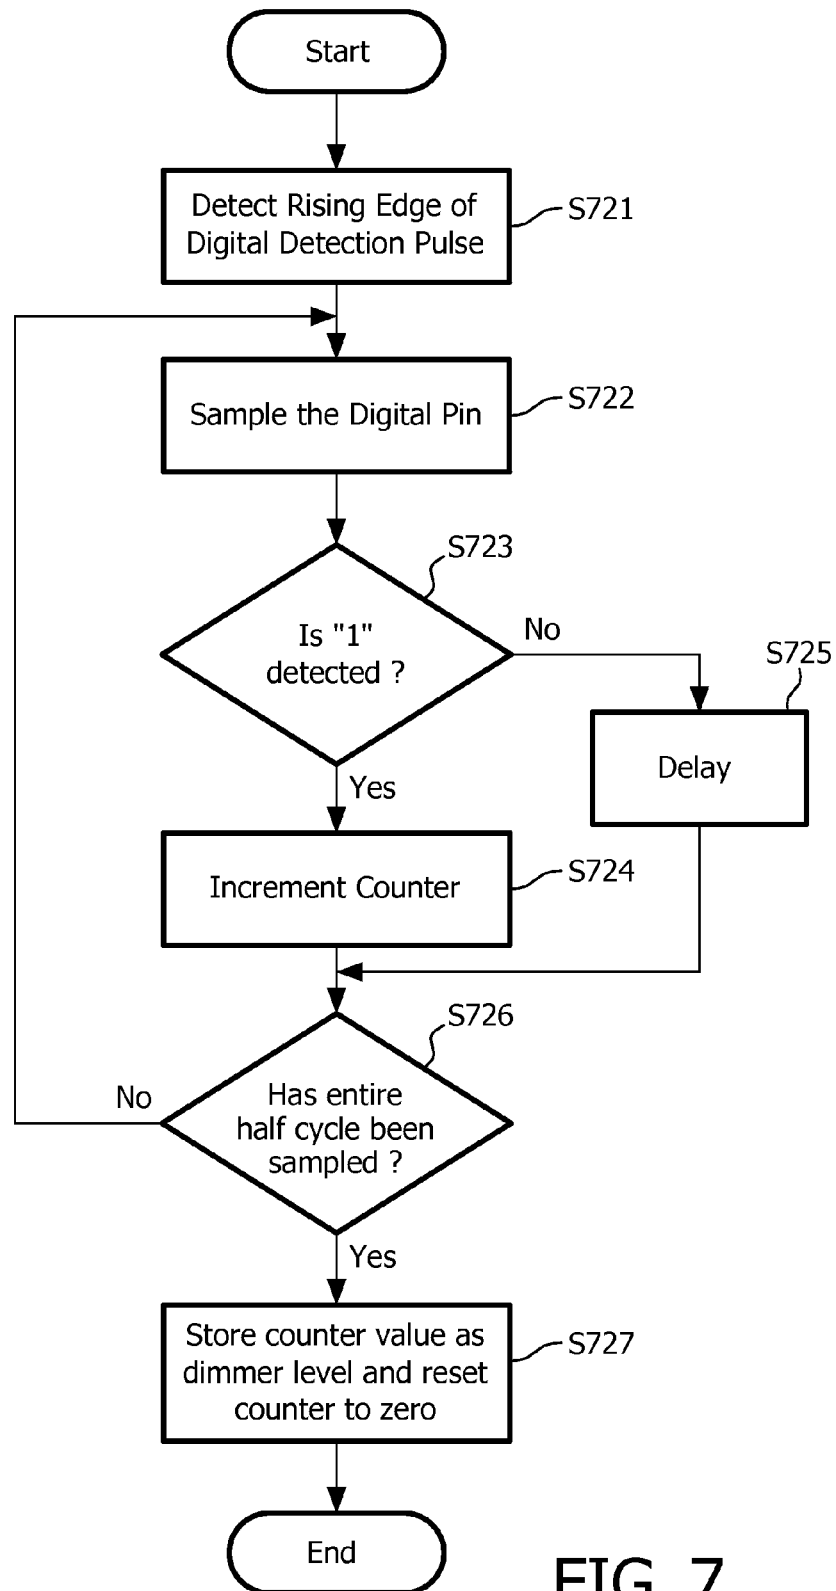 Start
Detect Rising Edge of
Digital Detection Pulse
S721
Sample the Digital Pin
S722
S723
Is "1"
detected ?
No
S725
Delay
Yes
Increment Counter
S724
S726
Has entire
half cycle been
sampled ?
No
Yes
Store counter value as
dimmer level and reset
counter to zero
S727
End
FIG. 7